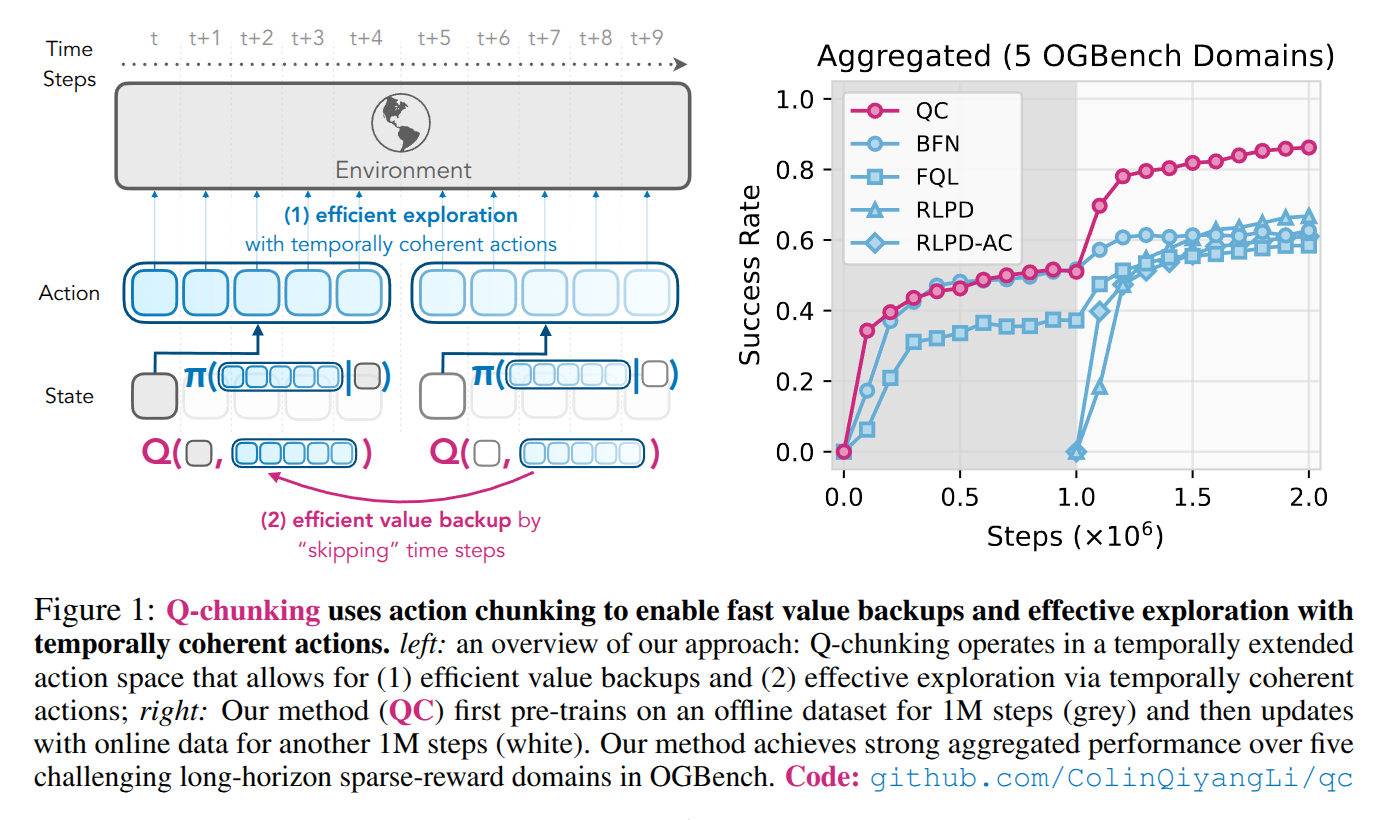 Time
Steps
t t+1 t+2 t+3 t+4 t+5 t+6 t+7 t+8 t+9
Environment
(1) efficient exploration
with temporally coherent actions
Action
State
π( | )
π( | )
Q( , )
Q( , )
(2) efficient value backup by
“skipping” time steps
Aggregated (5 OGBench Domains)
Success Rate
1.0
0.8
0.6
0.4
0.2
0.0
QC
BFN
FQL
RLPD
RLPD-AC
0.0 0.5 1.0 1.5 2.0
Steps (×10⁶)
Figure 1: Q-chunking uses action chunking to enable fast value backups and effective exploration with
temporally coherent actions. left: an overview of our approach: Q-chunking operates in a temporally extended
action space that allows for (1) efficient value backups and (2) effective exploration via temporally coherent
actions; right: Our method (QC) first pre-trains on an offline dataset for 1M steps (grey) and then updates
with online data for another 1M steps (white). Our method achieves strong aggregated performance over five
challenging long-horizon sparse-reward domains in OGBench. Code: github.com/ColinQiyangLi/qc